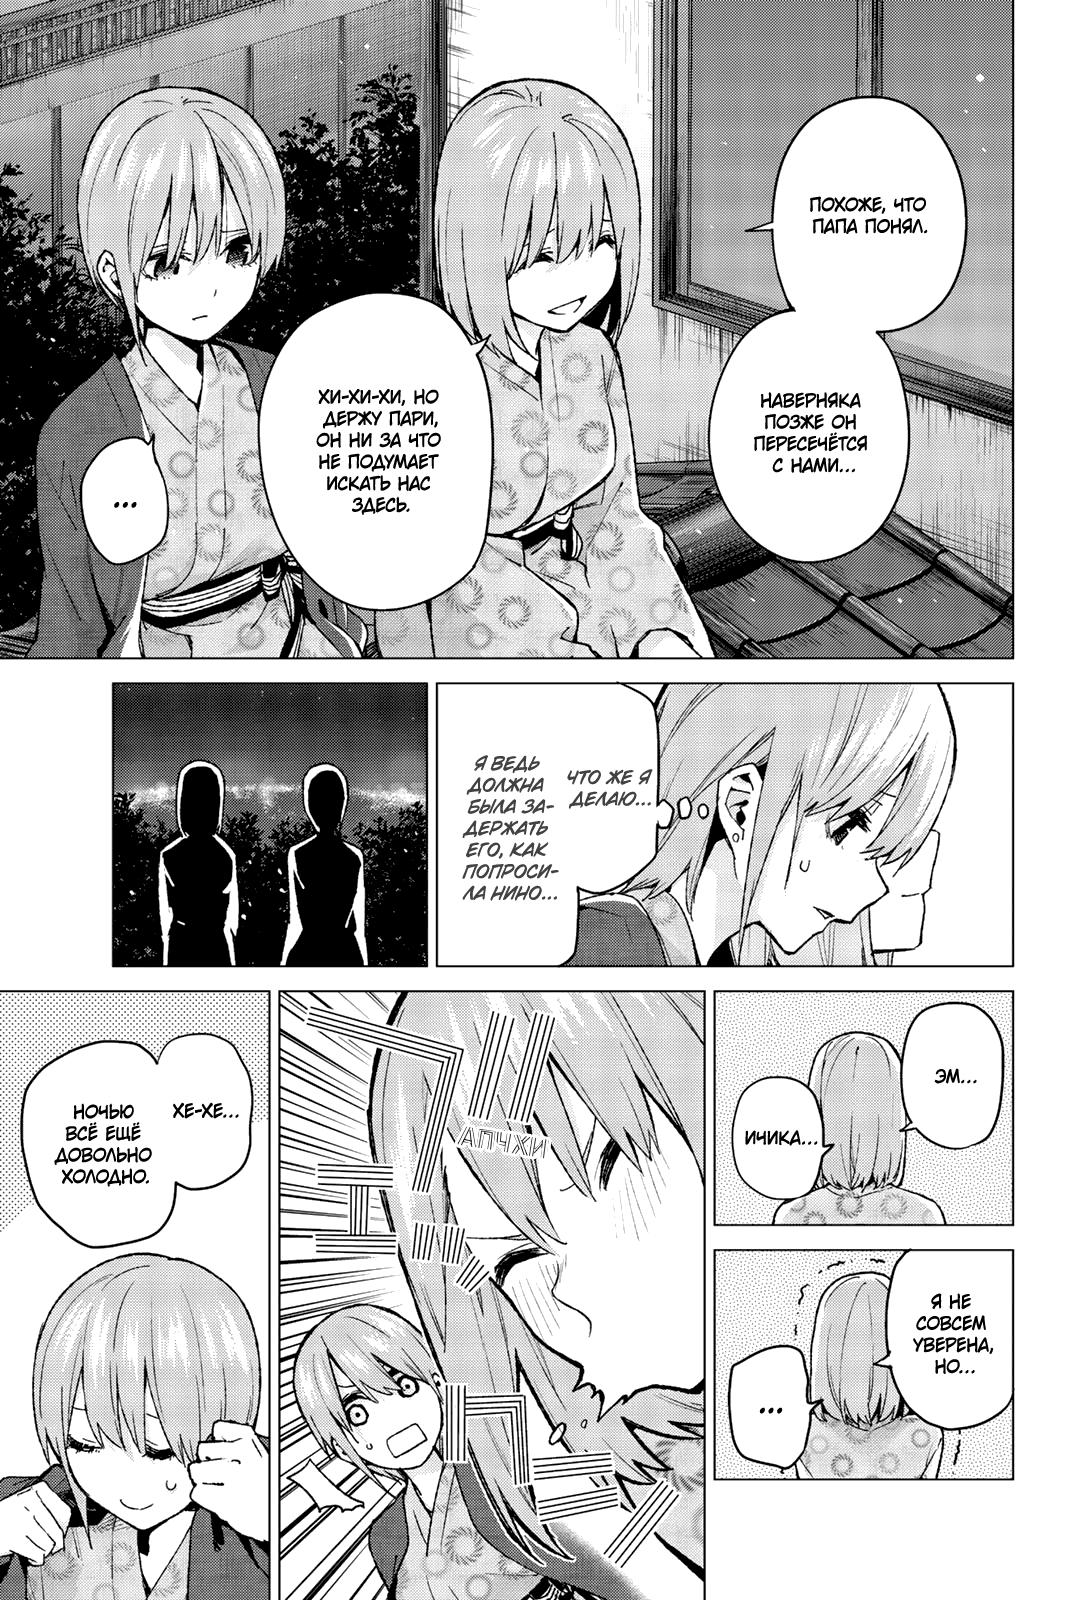 ПОХОЖЕ, ЧТО
ПАПА ПОНЯЛ.
НАВЕРНЯКА
ПОЗЖЕ ОН
ПЕРЕСЕЧЁТСЯ
С НАМИ...
ХИ-ХИ-ХИ, НО
ДЕРЖУ ПАРИ,
ОН НИ ЗА ЧТО
НЕ ПОДУМАЕТ
ИСКАТЬ НАС
ЗДЕСЬ.
...
ЧТО ЖЕ Я
ДЕЛАЮ...
Я ВЕДЬ
ДОЛЖНА
БЫЛА ЗА-
ДЕРЖАТЬ
ЕГО, КАК
ПОПРОСИ-
ЛА НИНО...
ЭМ...
ИЧИКА...
Я НЕ
СОВСЕМ
УВЕРЕНА,
НО...
...
АПЧХИ
ХЕ-ХЕ...
НОЧЬЮ
ВСЁ ЕЩЁ
ДОВОЛЬНО
ХОЛОДНО.